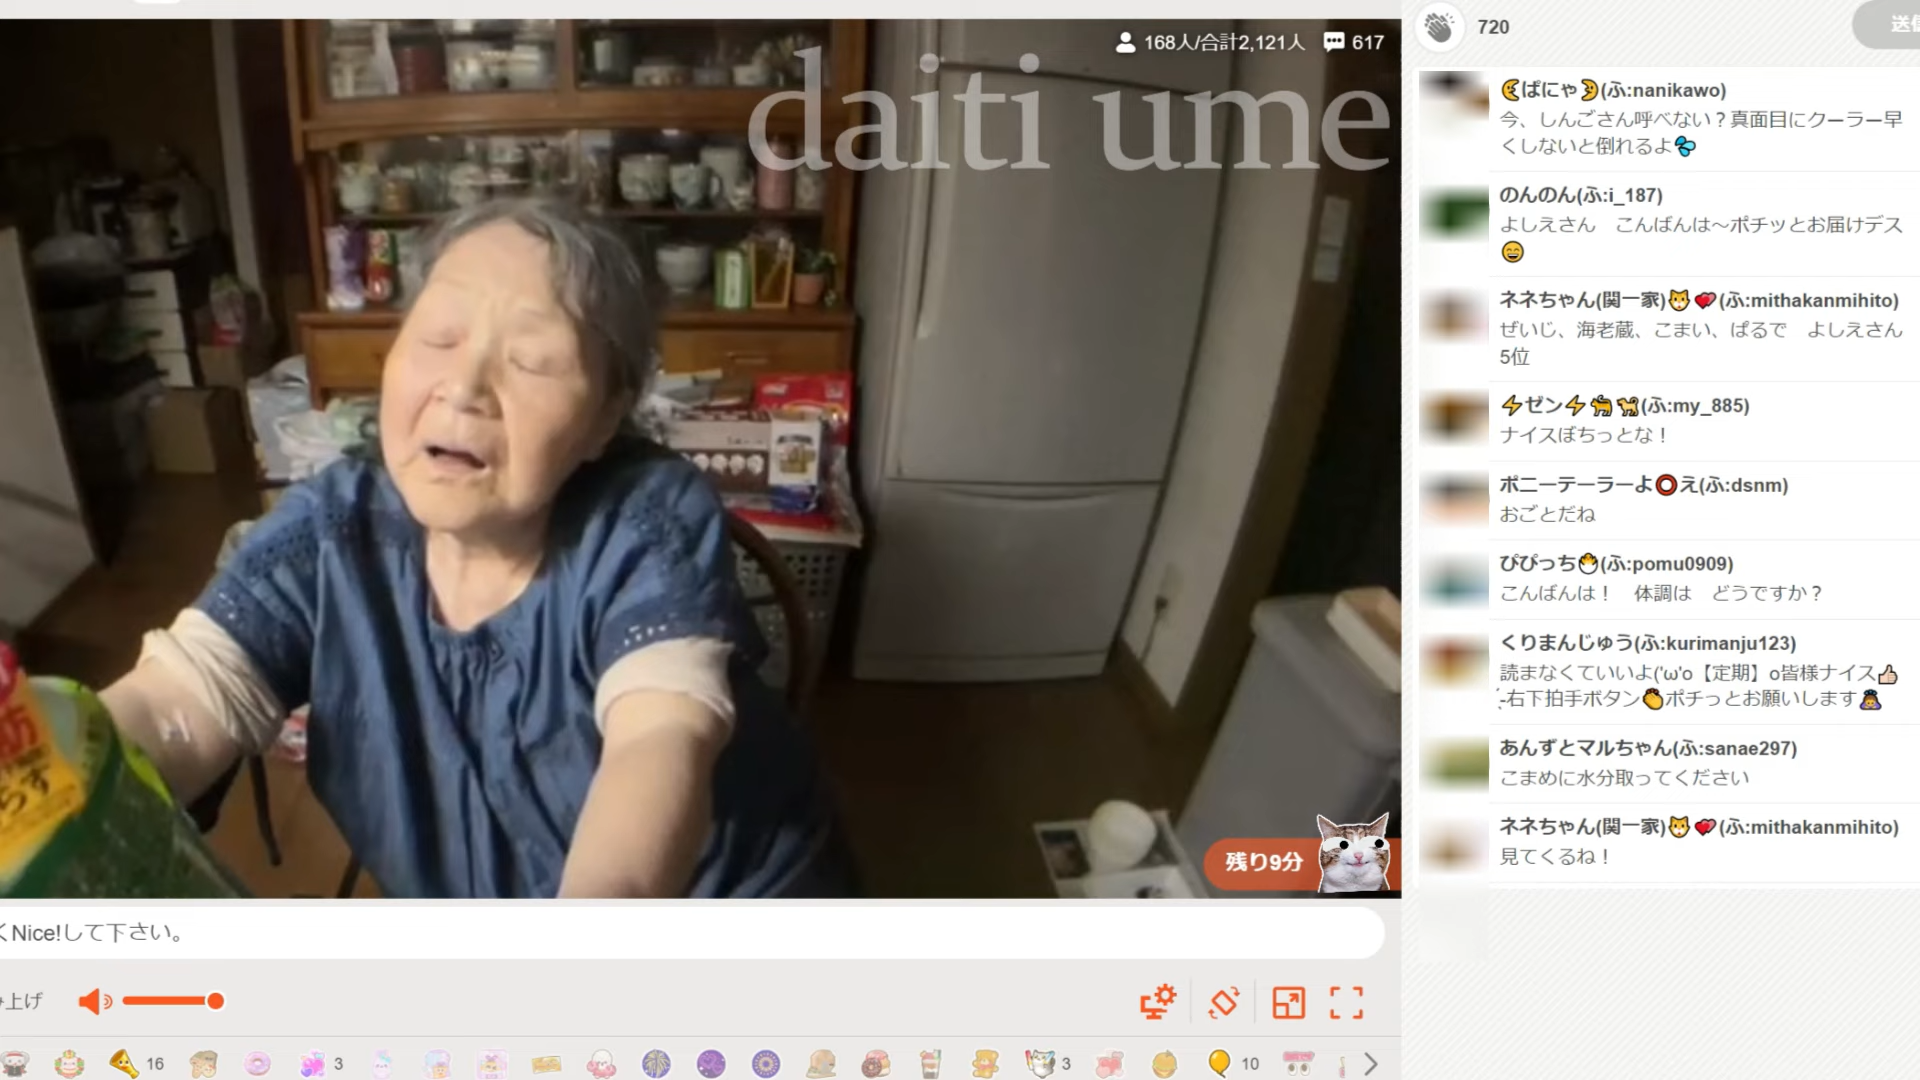 168人/合計2,121人 617
daiti ume
720
送信
ぱにゃ(ふ:nanikawo)
今、しんごさん呼べない？真面目にクーラー早
くしないと倒れるよ💦
のんのん(ふ:i_187)
よしえさん　こんばんは～ポチッとお届けデス
😄
ネネちゃん(関一家)🐱💓(ふ:mithakanmihito)
ぜいじ、海老蔵、こまい、ぱるで　よしえさん
5位
⚡ゼン⚡🐈🐕(ふ:my_885)
ナイスぼちっとな！
ポニーテーラーよ⭕え(ふ:dsnm)
おごとだね
ぴぴっち🐣(ふ:pomu0909)
こんばんは！　体調は　どうですか？
くりまんじゅう(ふ:kurimanju123)
読まなくていいよ('ω'o【定期】o皆様ナイス👍
右下拍手ボタン👏ポチっとお願いします🙇
あんずとマルちゃん(ふ:sanae297)
こまめに水分取ってください
ネネちゃん(関一家)🐱💓(ふ:mithakanmihito)
見てくるね！
残り9分
くNice!して下さい。
上げ
16 3 3 10